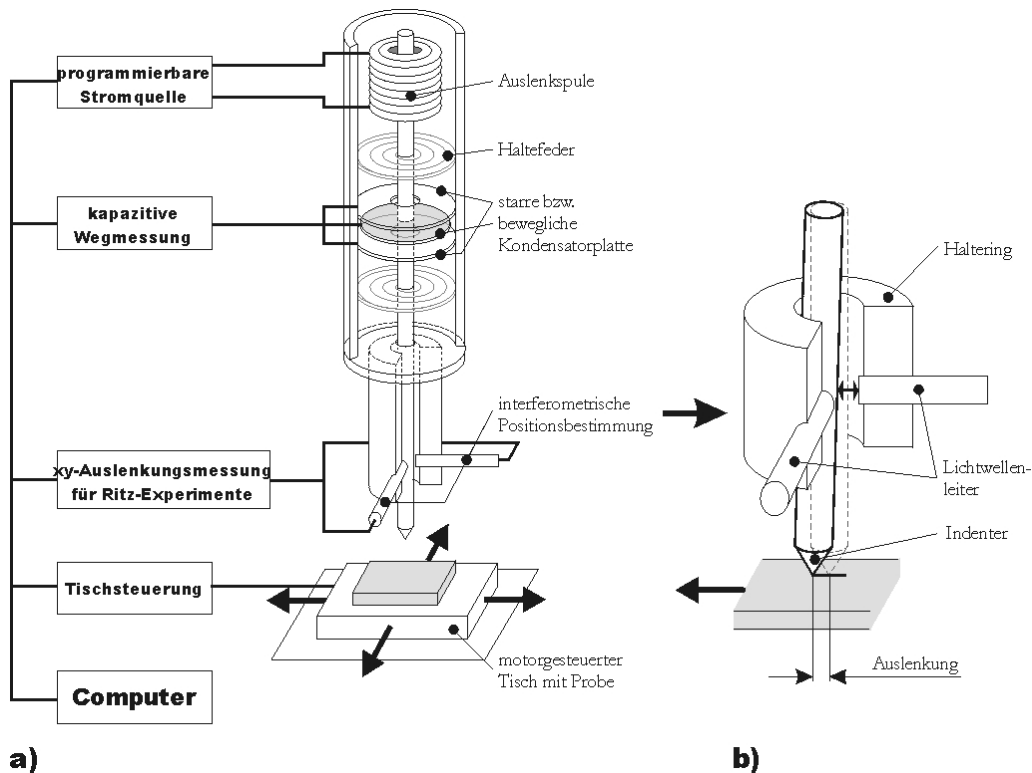 programmierbare
Stromquelle
Auslenkspule
Haltefeder
kapazitive
Wegmessung
starre bzw.
bewegliche
Kondensatorplatte
interferometrische
Positionsbestimmung
xy-Auslenkungsmessung
für Ritz-Experimente
Tischsteuerung
motorgesteuerter
Tisch mit Probe
Computer
a)
Haltering
Lichtwellen-
leiter
Indenter
Auslenkung
b)